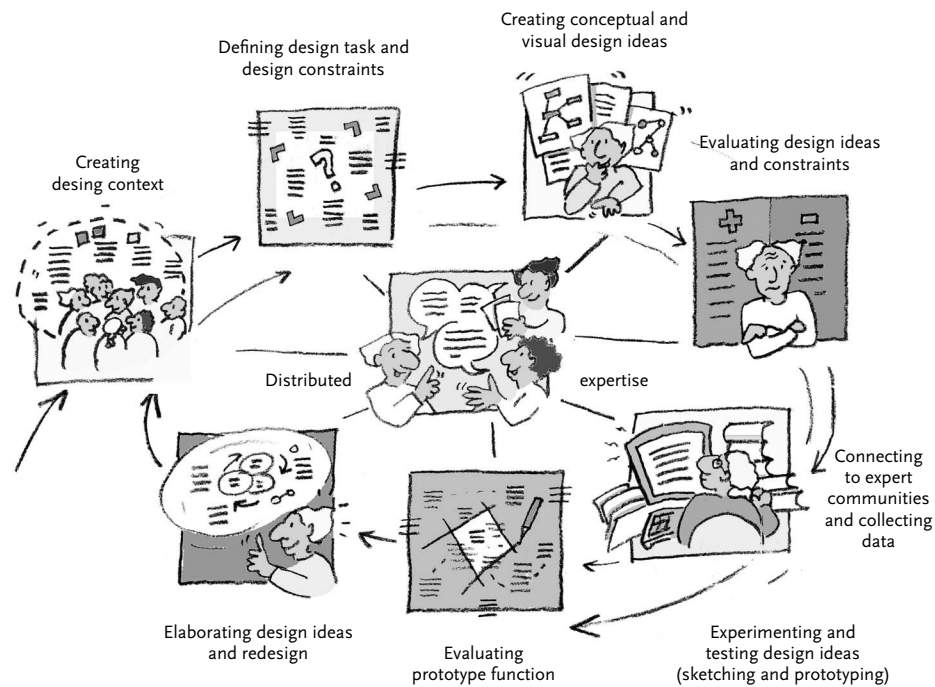 Creating conceptual and
visual design ideas
Defining design task and
design constraints
Evaluating design ideas
and constraints
Creating
desing context
Distributed
expertise
Connecting
to expert
communities
and collecting
data
Elaborating design ideas
and redesign
Evaluating
prototype function
Experimenting and
testing design ideas
(sketching and prototyping)